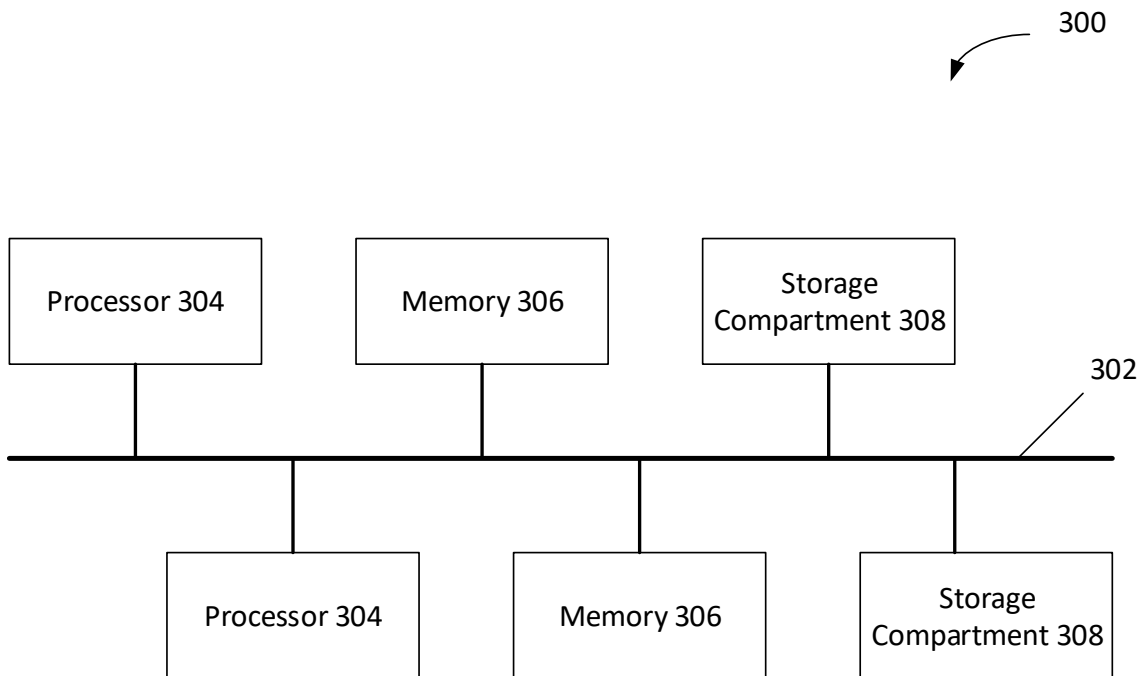 300
Processor 304
Memory 306
Storage
Compartment 308
302
Processor 304
Memory 306
Storage
Compartment 308